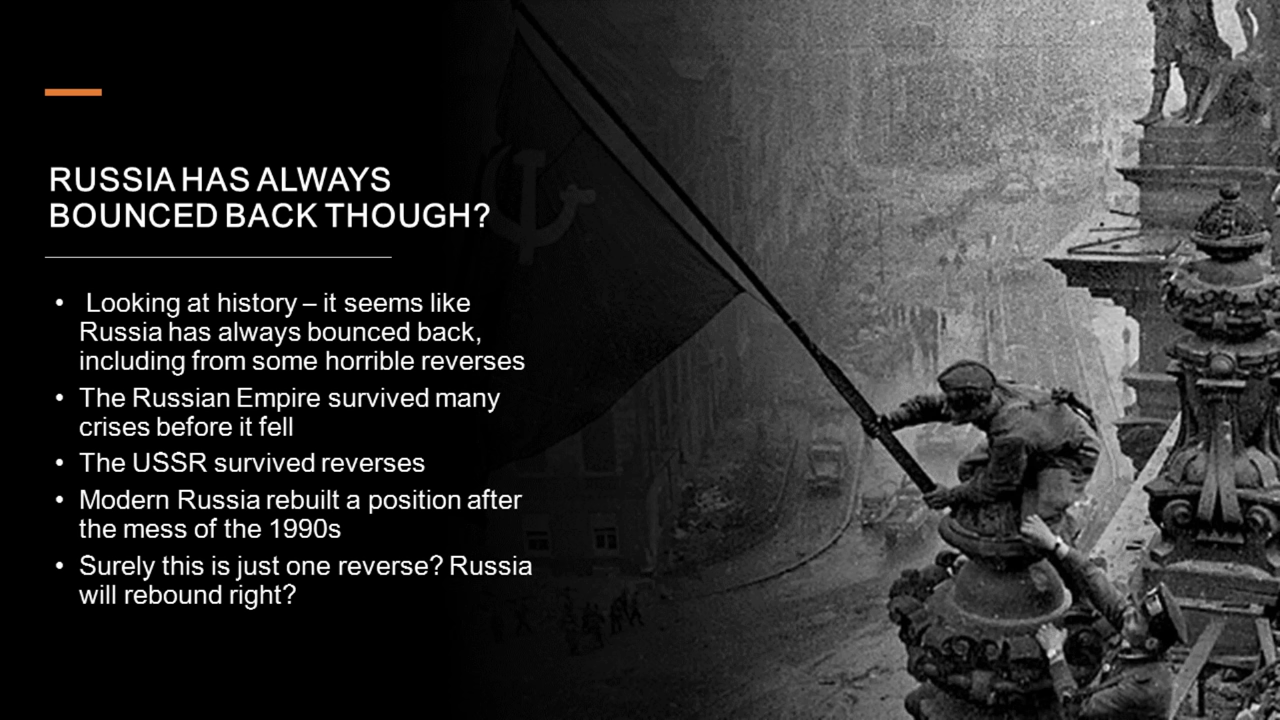 RUSSIA HAS ALWAYS
BOUNCED BACK THOUGH?
• Looking at history – it seems like
Russia has always bounced back,
including from some horrible reverses
• The Russian Empire survived many
crises before it fell
• The USSR survived reverses
• Modern Russia rebuilt a position after
the mess of the 1990s
• Surely this is just one reverse? Russia
will rebound right?